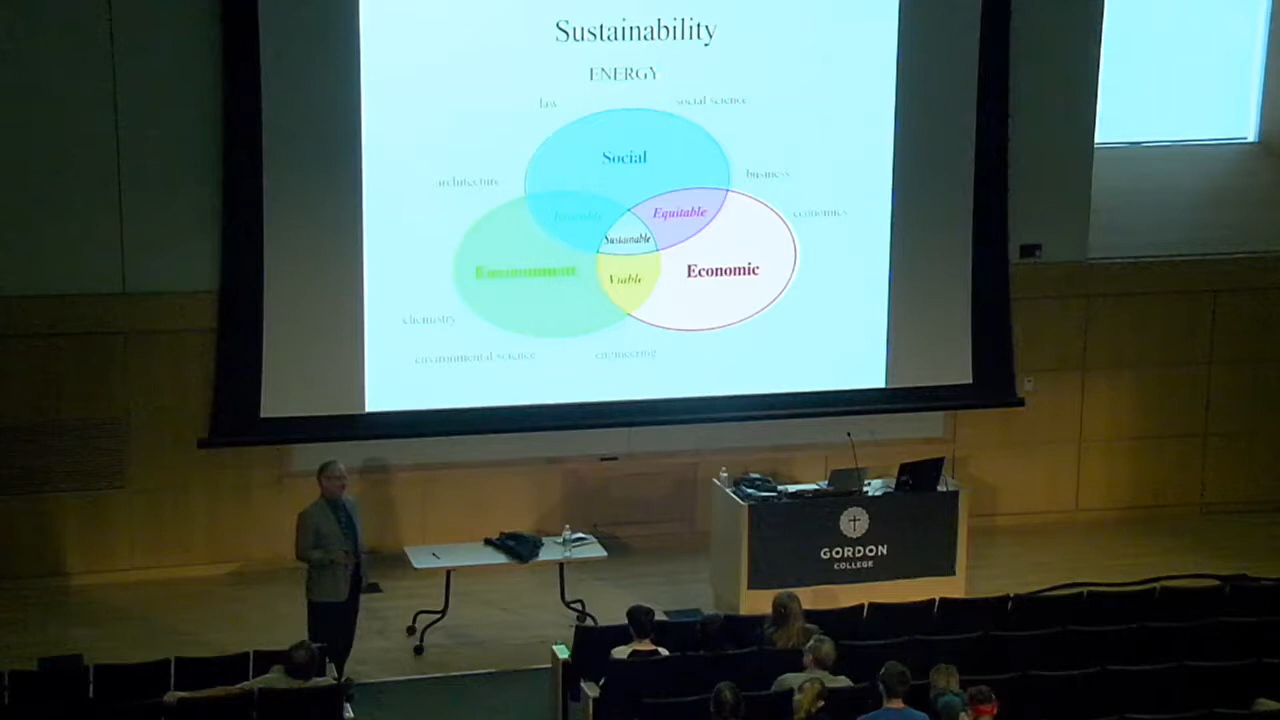 Sustainability
ENERGY
law
social science
Social
architecture
business
Equitable
economics
Sustainable
Environment
Economic
Viable
chemistry
environmental science
engineering
GORDON
COLLEGE